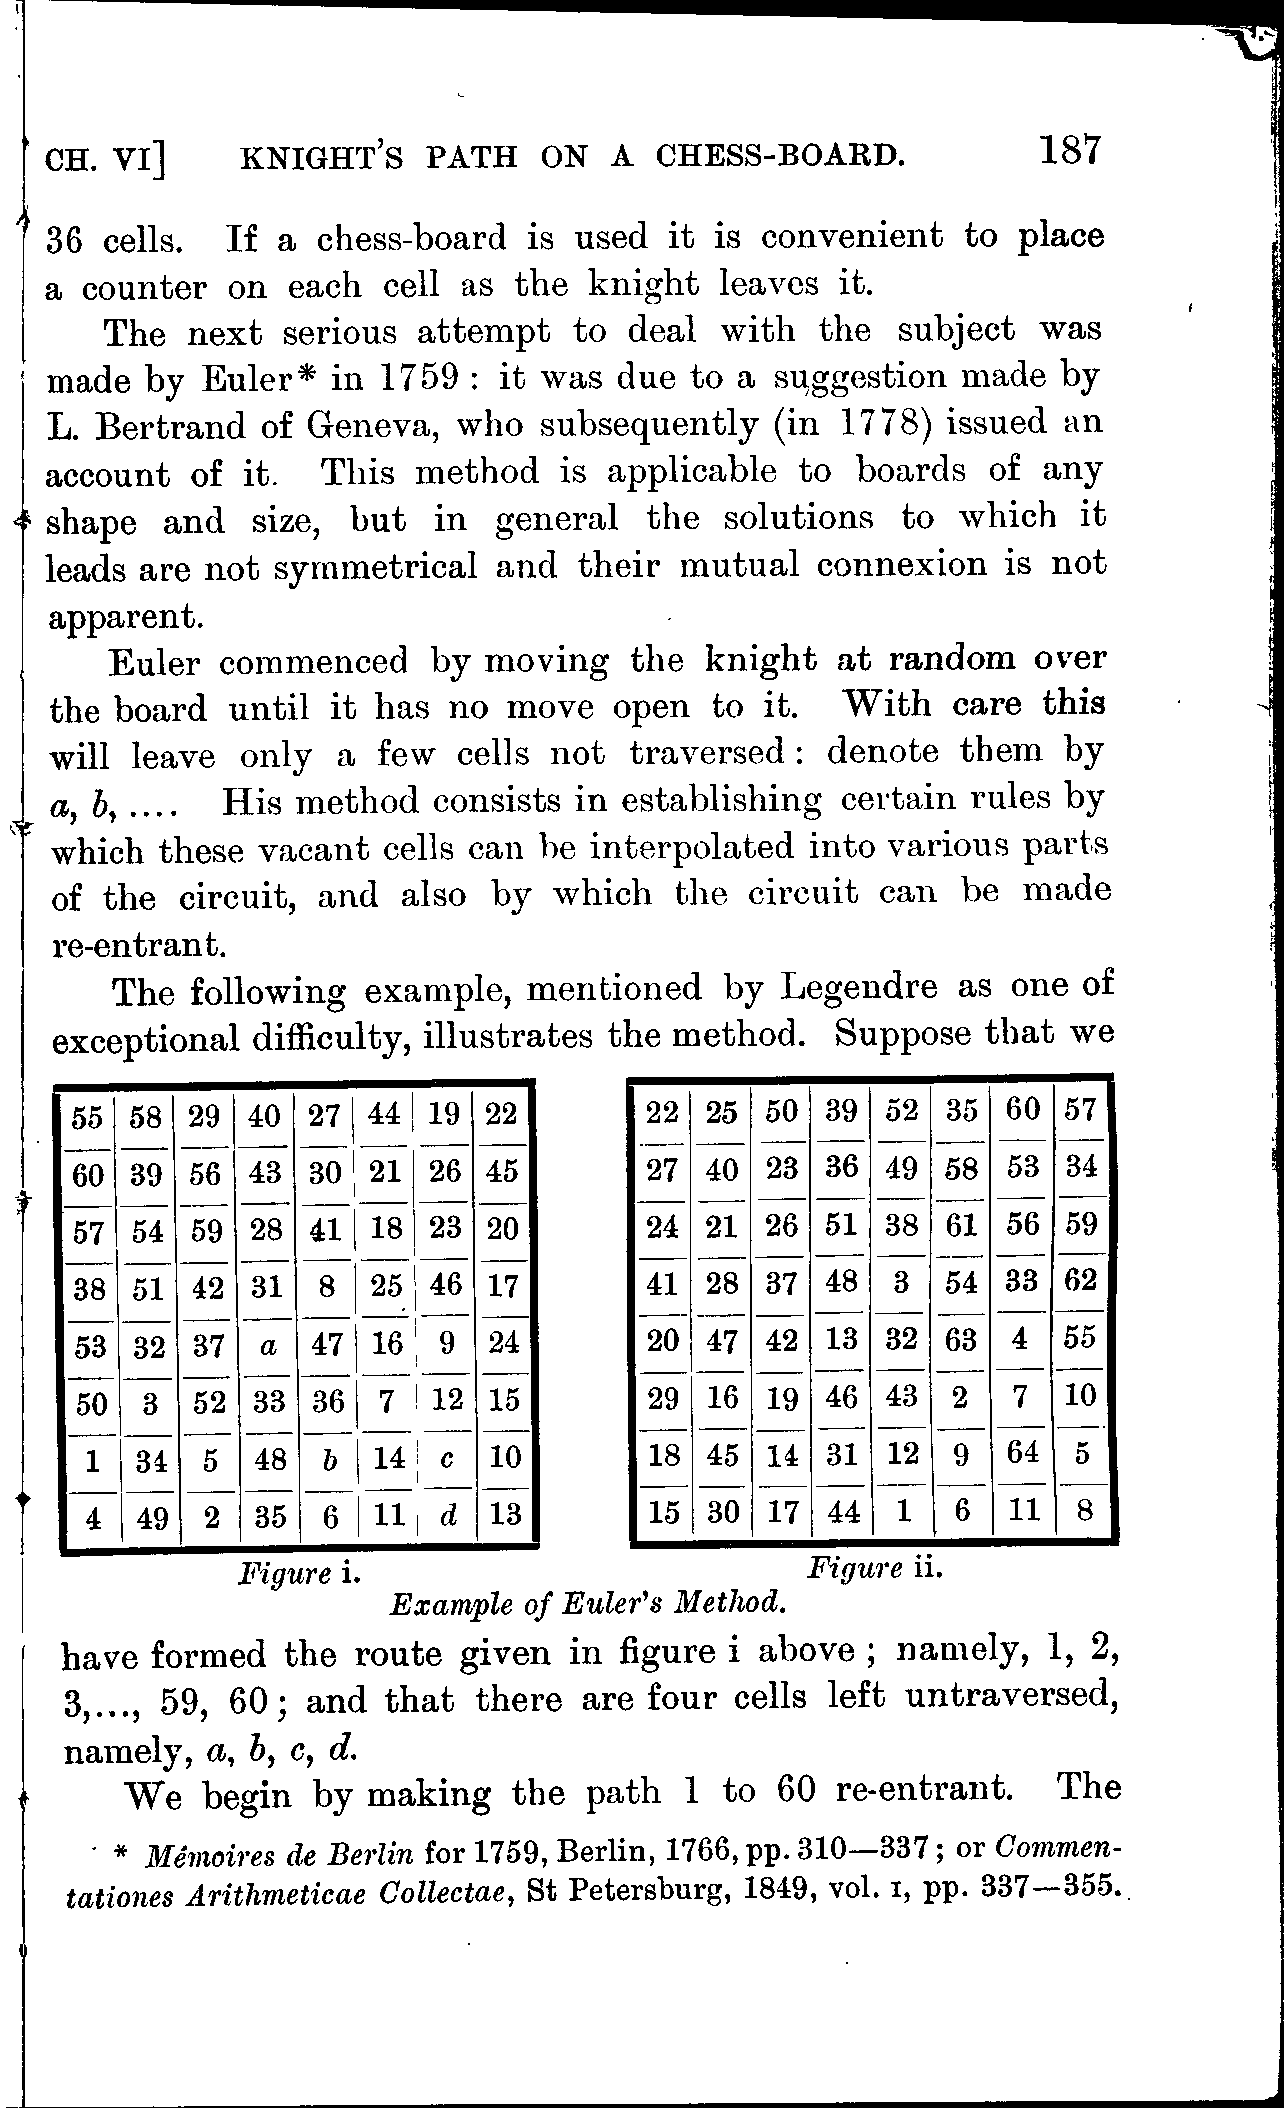 CH. VI] KNIGHT'S PATH ON A CHESS-BOARD. 187
36 cells. If a chess-board is used it is convenient to place
a counter on each cell as the knight leaves it.
The next serious attempt to deal with the subject was
made by Euler* in 1759 : it was due to a suggestion made by
L. Bertrand of Geneva, who subsequently (in 1778) issued an
account of it. This method is applicable to boards of any
shape and size, but in general the solutions to which it
leads are not symmetrical and their mutual connexion is not
apparent.
Euler commenced by moving the knight at random over
the board until it has no move open to it. With care this
will leave only a few cells not traversed : denote them by
a, b, .... His method consists in establishing certain rules by
which these vacant cells can be interpolated into various parts
of the circuit, and also by which the circuit can be made
re-entrant.
The following example, mentioned by Legendre as one of
exceptional difficulty, illustrates the method. Suppose that we
55 58 29 40 27 44 19 22
60 39 56 43 30 21 26 45
57 54 59 28 41 18 23 20
38 51 42 31 8 25 46 17
53 32 37 a 47 16 9 24
50 3 52 33 36 7 12 15
1 34 5 48 b 14 c 10
4 49 2 35 6 11 d 13
Figure i.
22 25 50 39 52 35 60 57
27 40 23 36 49 58 53 34
24 21 26 51 38 61 56 59
41 28 37 48 3 54 33 62
20 47 42 13 32 63 4 55
29 16 19 46 43 2 7 10
18 45 14 31 12 9 64 5
15 30 17 44 1 6 11 8
Figure ii.
Example of Euler's Method.
have formed the route given in figure i above ; namely, 1, 2,
3,..., 59, 60 ; and that there are four cells left untraversed,
namely, a, b, c, d.
We begin by making the path 1 to 60 re-entrant. The
* Mémoires de Berlin for 1759, Berlin, 1766, pp. 310—337 ; or Commen-
tationes Arithmeticae Collectae, St Petersburg, 1849, vol. I, pp. 337—355.